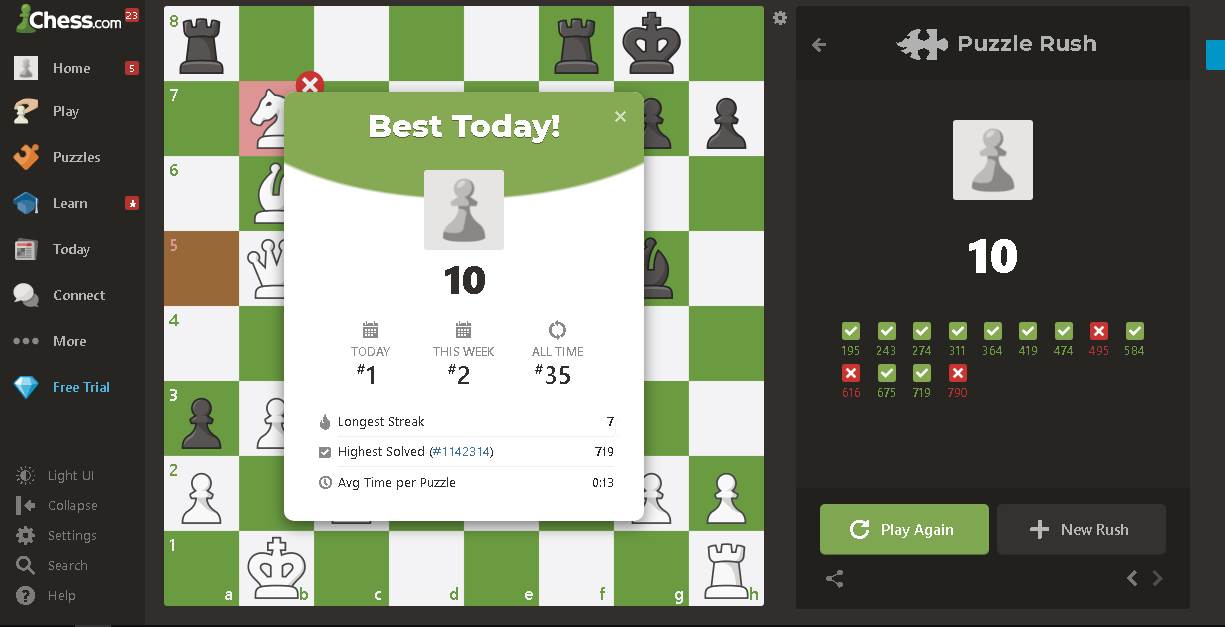 Chess.com 23
Home 5
Play
Puzzles
Learn
Today
Connect
More
Free Trial
Light UI
Collapse
Settings
Search
Help
8
7
6
5
4
3
2
1
a b c d e f g h
Best Today!
×
10
TODAY THIS WEEK ALL TIME
#1 #2 #35
Longest Streak 7
Highest Solved (#1142314) 719
Avg Time per Puzzle 0:13
Puzzle Rush
10
195 243 274 311 364 419 474 495 584
616 675 719 790
Play Again
New Rush